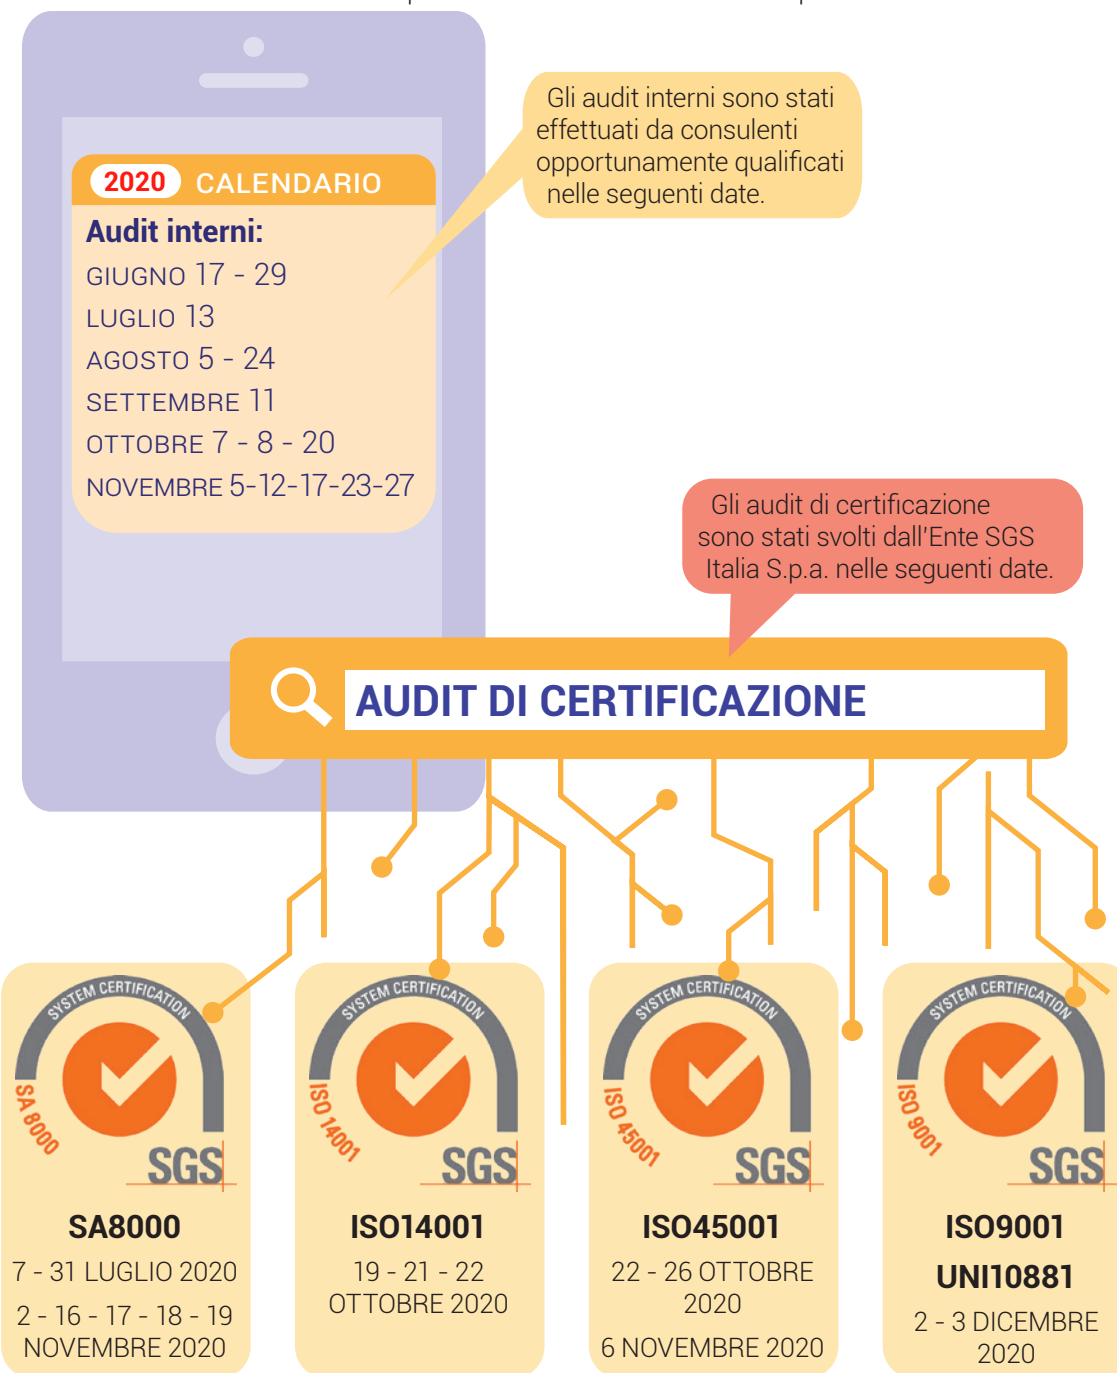 Gli audit interni sono stati
effettuati da consulenti
opportunamente qualificati
nelle seguenti date.
2020 CALENDARIO
Audit interni:
GIUGNO 17 - 29
LUGLIO 13
AGOSTO 5 - 24
SETTEMBRE 11
OTTOBRE 7 - 8 - 20
NOVEMBRE 5-12-17-23-27
Gli audit di certificazione
sono stati svolti dall'Ente SGS
Italia S.p.a. nelle seguenti date.
AUDIT DI CERTIFICAZIONE
SYSTEM CERTIFICATION
SA 8000
SGS
SA8000
7 - 31 LUGLIO 2020
2 - 16 - 17 - 18 - 19
NOVEMBRE 2020
SYSTEM CERTIFICATION
ISO 14001
SGS
ISO14001
19 - 21 - 22
OTTOBRE 2020
SYSTEM CERTIFICATION
ISO 45001
SGS
ISO45001
22 - 26 OTTOBRE
2020
6 NOVEMBRE 2020
SYSTEM CERTIFICATION
ISO 9001
SGS
ISO9001
UNI10881
2 - 3 DICEMBRE
2020